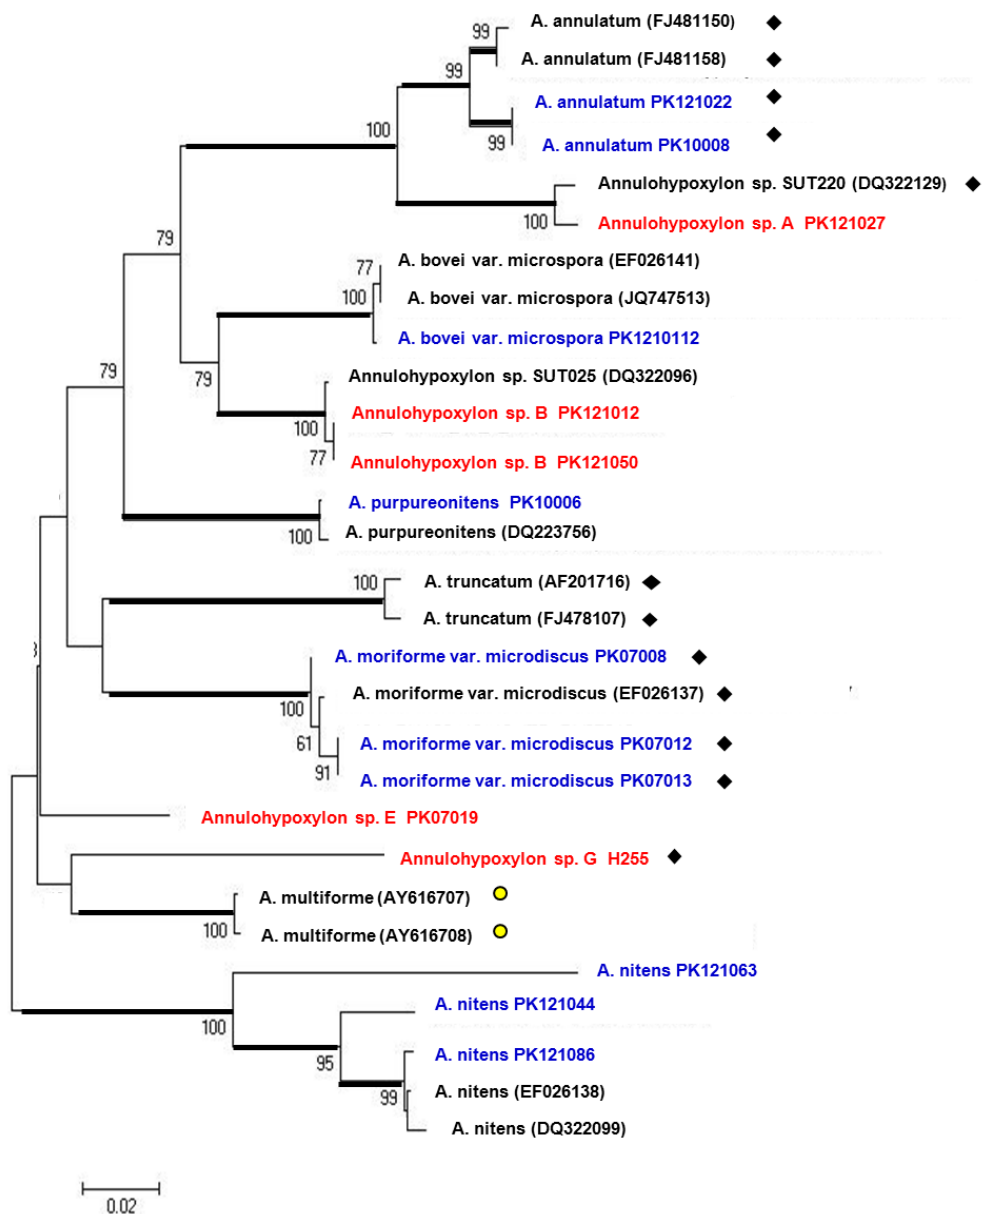 A. annulatum (FJ481150)
99
A. annulatum (FJ481158)
99
A. annulatum PK121022
100
99
A. annulatum PK10008
Annulohypoxylon sp. SUT220 (DQ322129)
100
Annulohypoxylon sp. A PK121027
79
A. bovei var. microspora (EF026141)
77
100
A. bovei var. microspora (JQ747513)
A. bovei var. microspora PK1210112
79
79
Annulohypoxylon sp. SUT025 (DQ322096)
Annulohypoxylon sp. B PK121012
100
77
Annulohypoxylon sp. B PK121050
A. purpureonitens PK10006
100
A. purpureonitens (DQ223756)
100
A. truncatum (AF201716)
A. truncatum (FJ478107)
A. moriforme var. microdiscus PK07008
A. moriforme var. microdiscus (EF026137)
100
61
A. moriforme var. microdiscus PK07012
91
A. moriforme var. microdiscus PK07013
Annulohypoxylon sp. E PK07019
Annulohypoxylon sp. G H255
A. multiforme (AY616707)
100
A. multiforme (AY616708)
A. nitens PK121063
A. nitens PK121044
100
A. nitens PK121086
95
A. nitens (EF026138)
99
A. nitens (DQ322099)
0.02